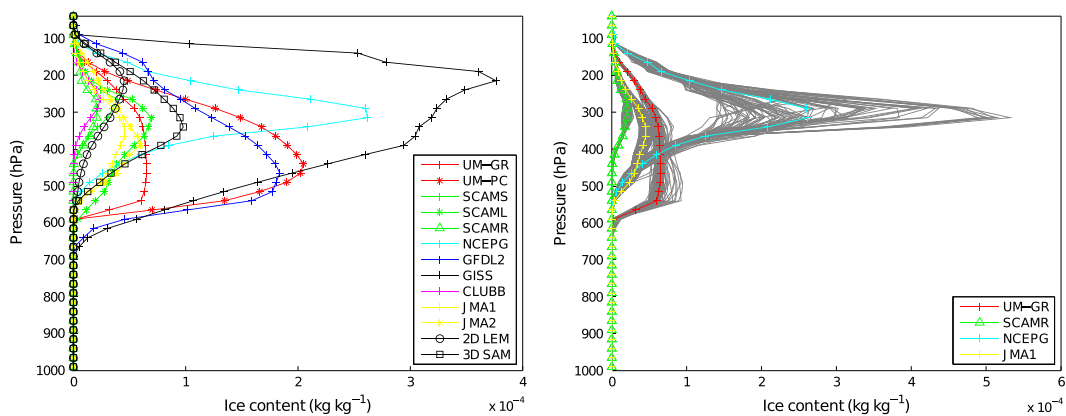 100
200
300
400
500
600
700
800
900
1000
Pressure (hPa)
0
1
2
3
4
Ice content (kg kg⁻¹)
x 10⁻⁴
UM−GR
UM−PC
SCAMS
SCAML
SCAMR
NCEPG
GFDL2
GISS
CLUBB
JMA1
JMA2
2D LEM
3D SAM
100
200
300
400
500
600
700
800
900
1000
Pressure (hPa)
0
1
2
3
4
5
6
Ice content (kg kg⁻¹)
x 10⁻⁴
UM−GR
SCAMR
NCEPG
JMA1